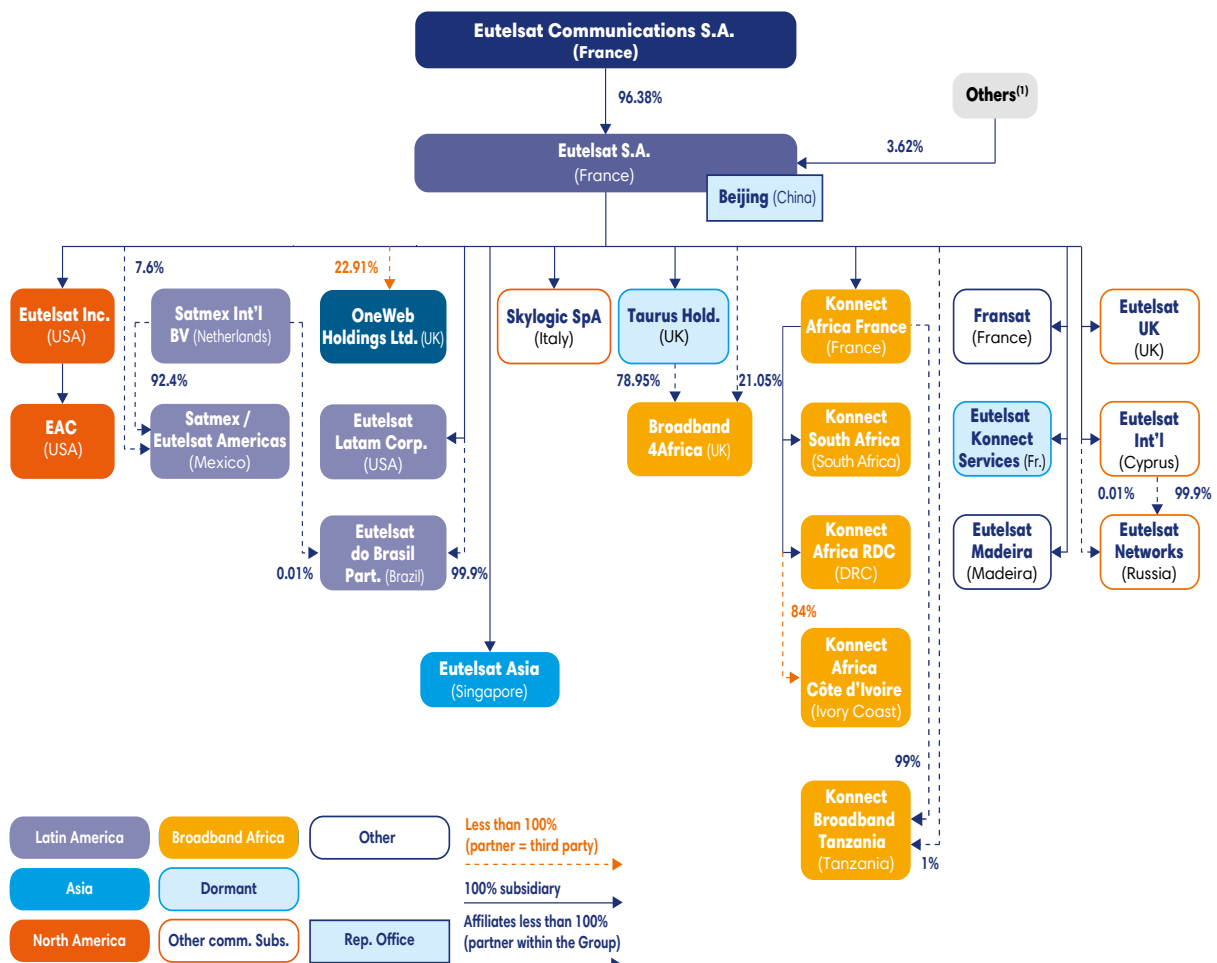 Eutelsat Communications S.A.
(France)
96.38%
Others(1)
Eutelsat S.A.
(France)
3.62%
Beijing (China)
7.6%
22.91%
Eutelsat Inc.
(USA)
Satmex Int'l
BV (Netherlands)
OneWeb
Holdings Ltd. (UK)
Skylogic SpA
(Italy)
Taurus Hold.
(UK)
Konnect
Africa France
(France)
Fransat
(France)
Eutelsat
UK
(UK)
92.4%
78.95%
21.05%
EAC
(USA)
Satmex /
Eutelsat Americas
(Mexico)
Eutelsat
Latam Corp.
(USA)
Broadband
4Africa (UK)
Konnect
South Africa
(South Africa)
Eutelsat
Konnect
Services (Fr.)
Eutelsat
Int'l
(Cyprus)
0.01%
99.9%
Eutelsat
do Brasil
Part. (Brazil)
0.01%
99.9%
Konnect
Africa RDC
(DRC)
Eutelsat
Madeira
(Madeira)
Eutelsat
Networks
(Russia)
84%
Eutelsat Asia
(Singapore)
Konnect
Africa
Côte d'Ivoire
(Ivory Coast)
99%
Konnect
Broadband
Tanzania
(Tanzania)
1%
Latin America
Broadband Africa
Other
Less than 100%
(partner = third party)
Asia
Dormant
100% subsidiary
North America
Other comm. Subs.
Rep. Office
Affiliates less than 100%
(partner within the Group)